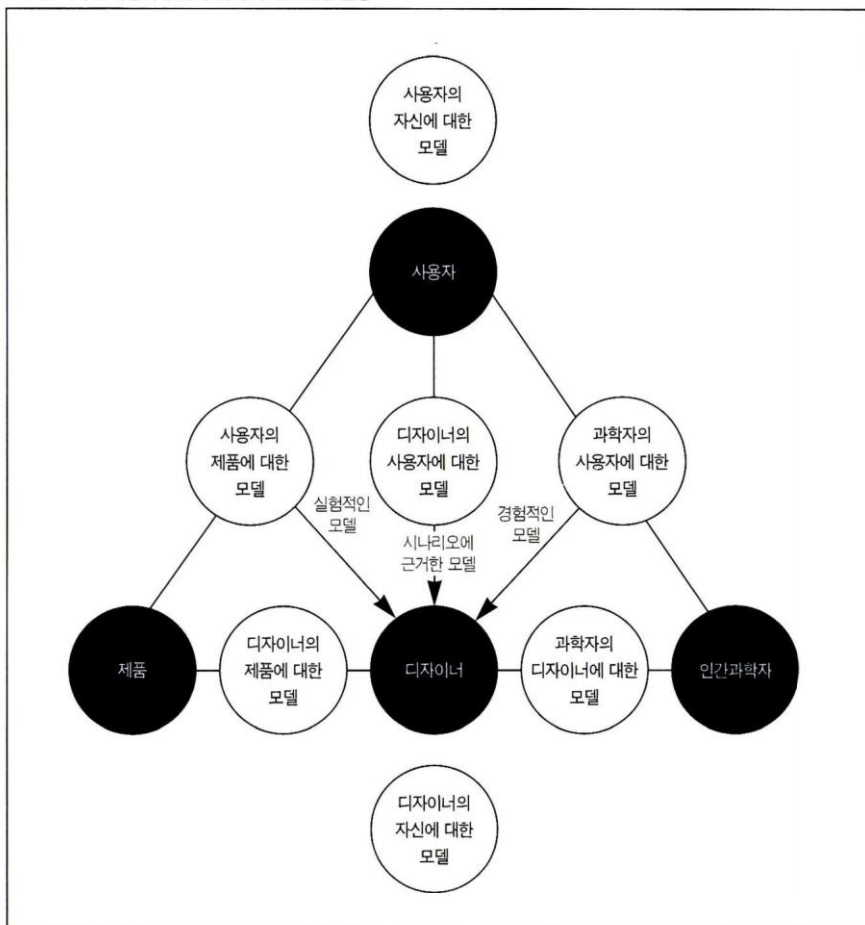 사용자의
자신에 대한
모델
사용자
사용자의
제품에 대한
모델
디자이너의
사용자에 대한
모델
과학자의
사용자에 대한
모델
실험적인
모델
시나리오에
근거한 모델
경험적인
모델
제품
디자이너의
제품에 대한
모델
디자이너
과학자의
디자이너에 대한
모델
인간과학자
디자이너의
자신에 대한
모델